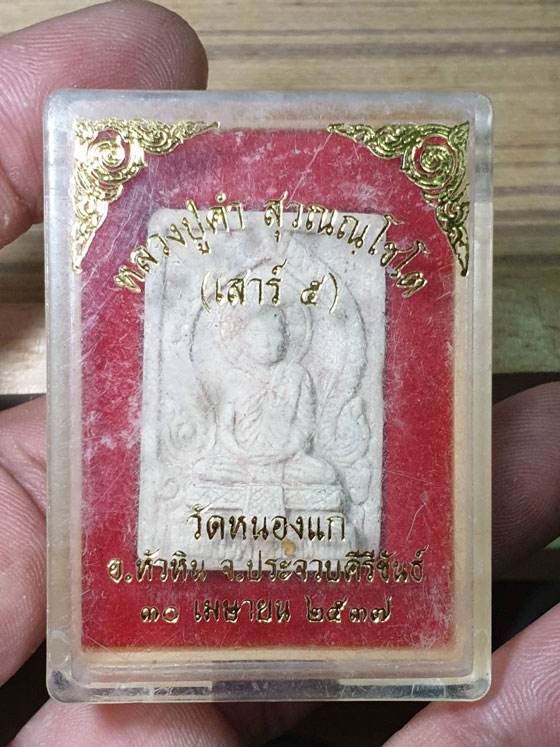 หลวงปู่คำ สุวณฺณโชโต
(เสาร์ ๕)
วัดหนองแก
อ.หัวหิน จ.ประจวบคีรีขันธ์
๓๐ เมษายน ๒๕๓๗